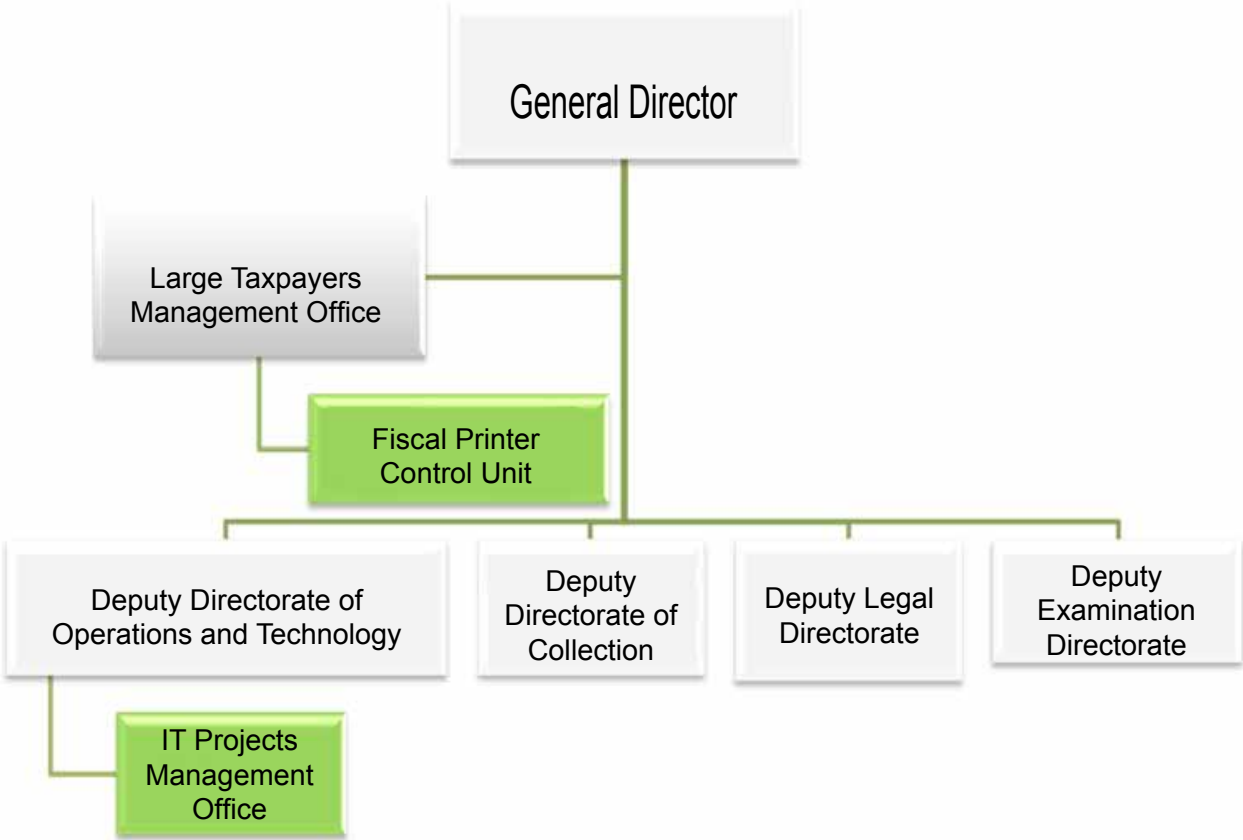 General Director
Large Taxpayers
Management Office
Fiscal Printer
Control Unit
Deputy Directorate of
Operations and Technology
Deputy
Directorate of
Collection
Deputy Legal
Directorate
Deputy
Examination
Directorate
IT Projects
Management
Office